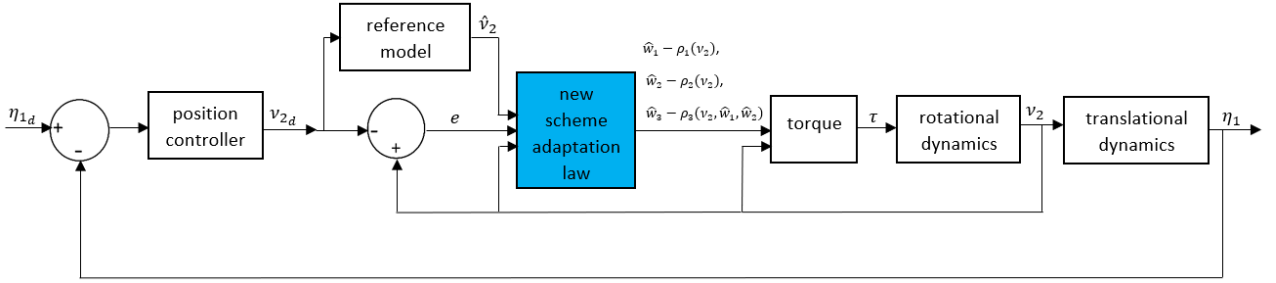 reference
model
ν̂₂
η₁d
+
-
position
controller
ν₂d
-
+
e
new
scheme
adaptation
law
ŵ₁ − ρ₁(ν₂),
ŵ₂ − ρ₂(ν₂),
ŵ₃ − ρ₃(ν₂, ŵ₁, ŵ₂)
torque
τ
rotational
dynamics
ν₂
translational
dynamics
η₁